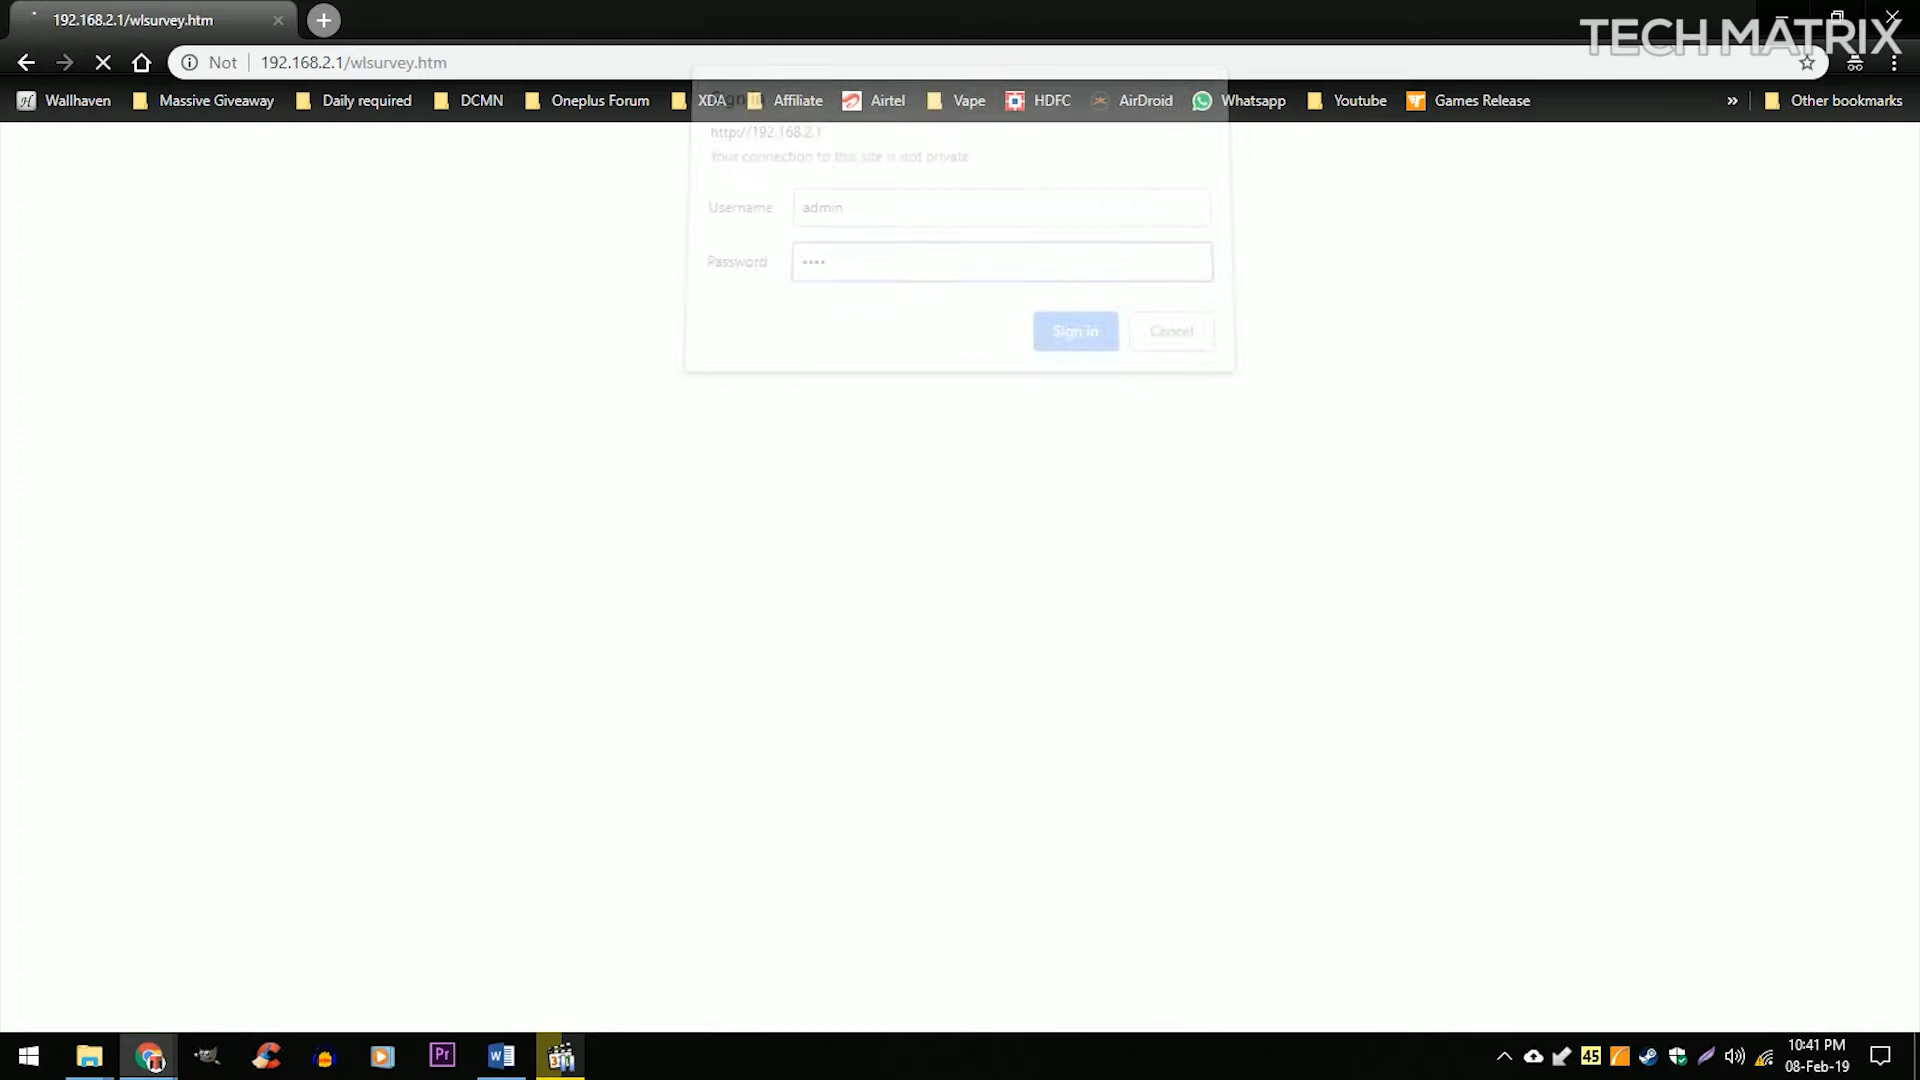 192.168.2.1/wlsurvey.htm
TECH MATRIX
Not 192.168.2.1/wlsurvey.htm
Wallhaven Massive Giveaway Daily required DCMN Oneplus Forum XDA Affiliate Airtel Vape HDFC AirDroid Whatsapp Youtube Games Release » Other bookmarks
Sign in
http://192.168.2.1
Your connection to this site is not private
Username admin
Password ••••
Sign in Cancel
Pr
45
10:41 PM
08-Feb-19